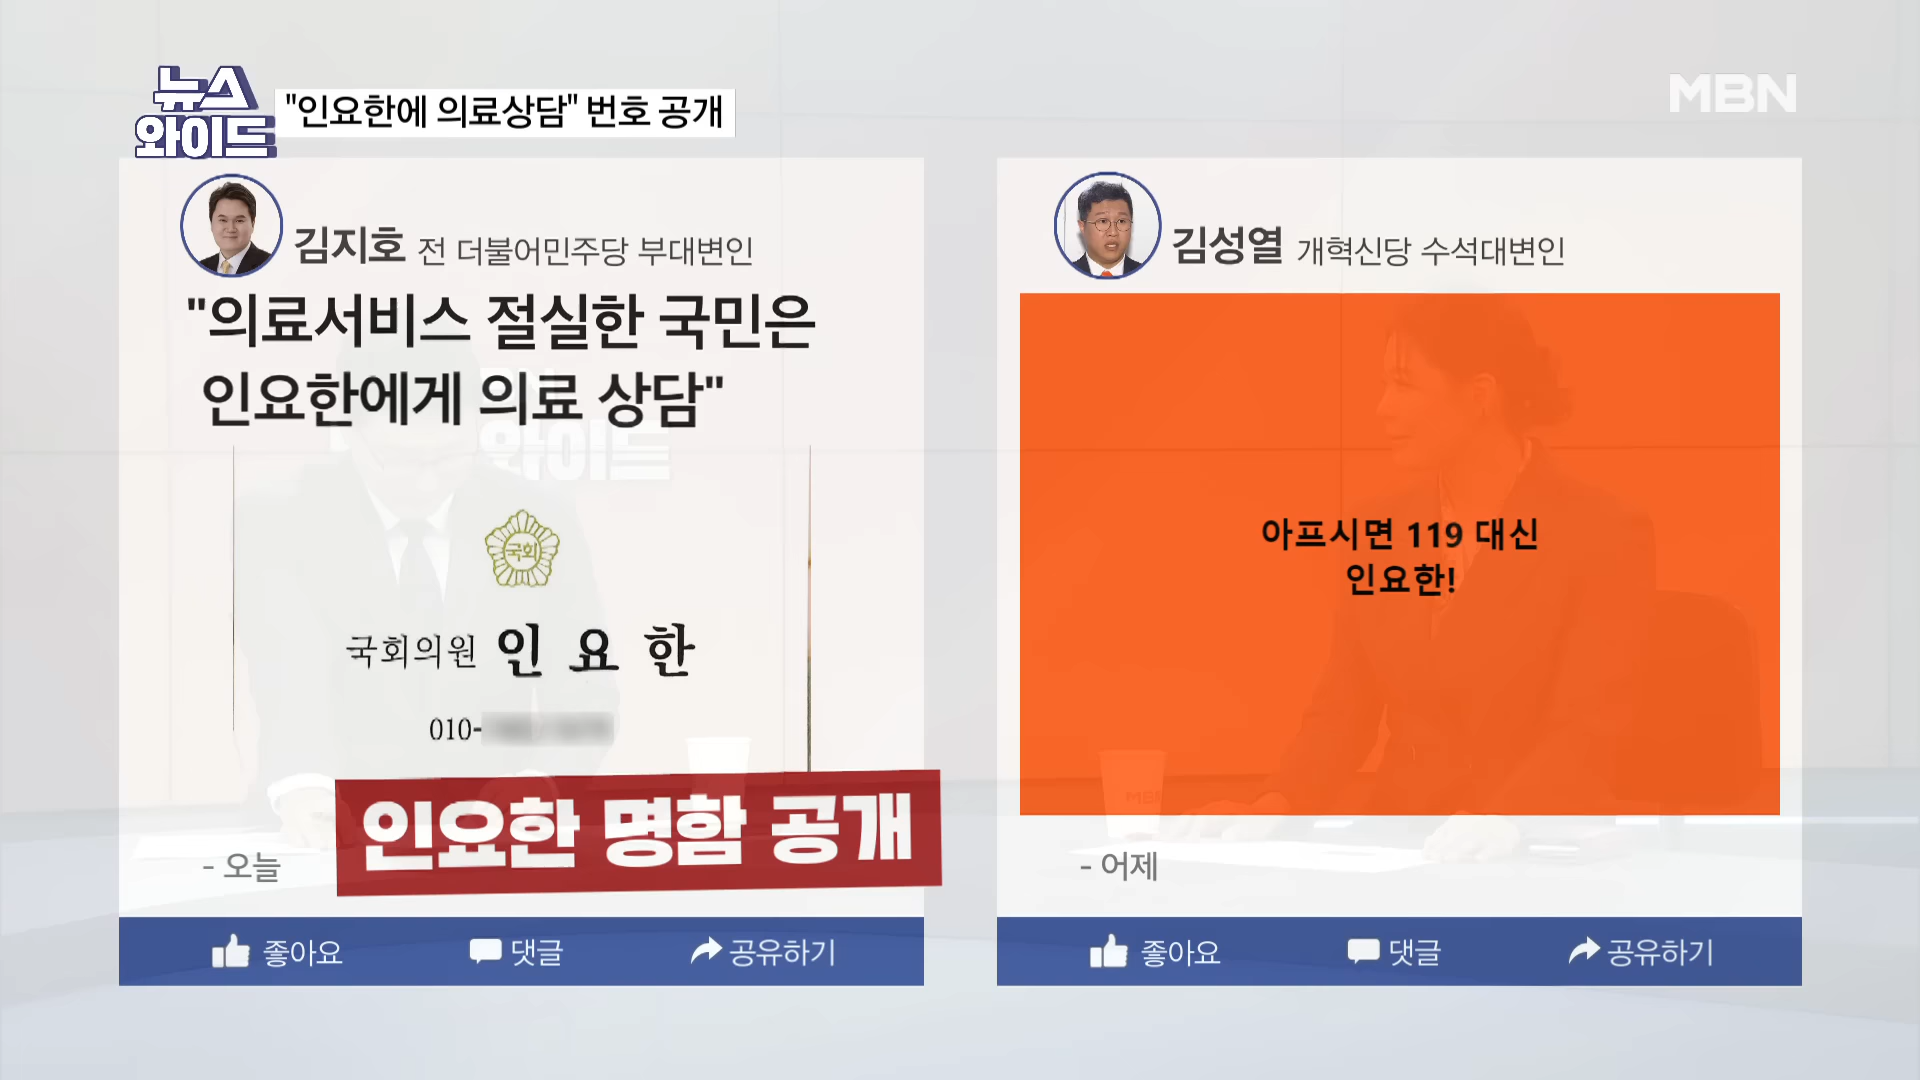 뉴스
와이드
"인요한에 의료상담" 번호 공개
MBN
김지호 전 더불어민주당 부대변인
"의료서비스 절실한 국민은
인요한에게 의료 상담"
와이드
국회
국회의원 인 요 한
010-
인요한 명함 공개
- 오늘
좋아요 댓글 공유하기
김성열 개혁신당 수석대변인
아프시면 119 대신
인요한!
MBN
- 어제
좋아요 댓글 공유하기